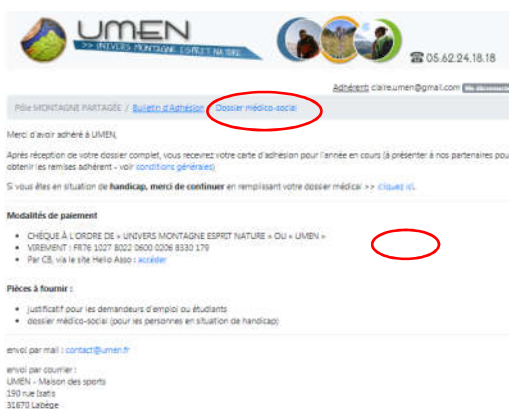 UMEN
>> UNIVERS MONTAGNE ESPRIT NATURE
☎ 05.62.24.18.18
Adhérent: claire.umen@gmail.com Me déconnecter
Pôle MONTAGNE PARTAGÉE / Bulletin d'Adhésion / Dossier médico-social
Merci d'avoir adhéré à UMEN,
Après réception de votre dossier complet, vous recevrez votre carte d'adhésion pour l'année en cours (à présenter à nos partenaires pou
obtenir les remises adhérent - voir conditions générales)
Si vous êtes en situation de handicap, merci de continuer en remplissant votre dossier médical >> cliquez ici.
Modalités de paiement
• CHÈQUE À L'ORDRE DE « UNIVERS MONTAGNE ESPRIT NATURE » OU « UMEN »
• VIREMENT : FR76 1027 8022 0600 0206 8330 179
• Par CB, via le site Hello Asso : accéder
Pièces à fournir :
• justificatif pour les demandeurs d'emploi ou étudiants
• dossier médico-social (pour les personnes en situation de handicap)
envoi par mail : contact@umen.fr
envoi par courrier :
UMEN - Maison des sports
190 rue Isatis
31670 Labège